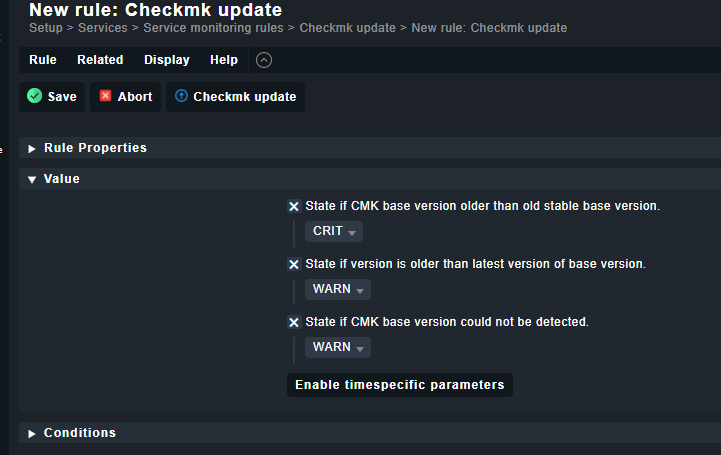 New rule: Checkmk update
Setup > Services > Service monitoring rules > Checkmk update > New rule: Checkmk update
Rule Related Display Help
Save Abort Checkmk update
Rule Properties
Value
State if CMK base version older than old stable base version.
CRIT
State if version is older than latest version of base version.
WARN
State if CMK base version could not be detected.
WARN
Enable timespecific parameters
Conditions